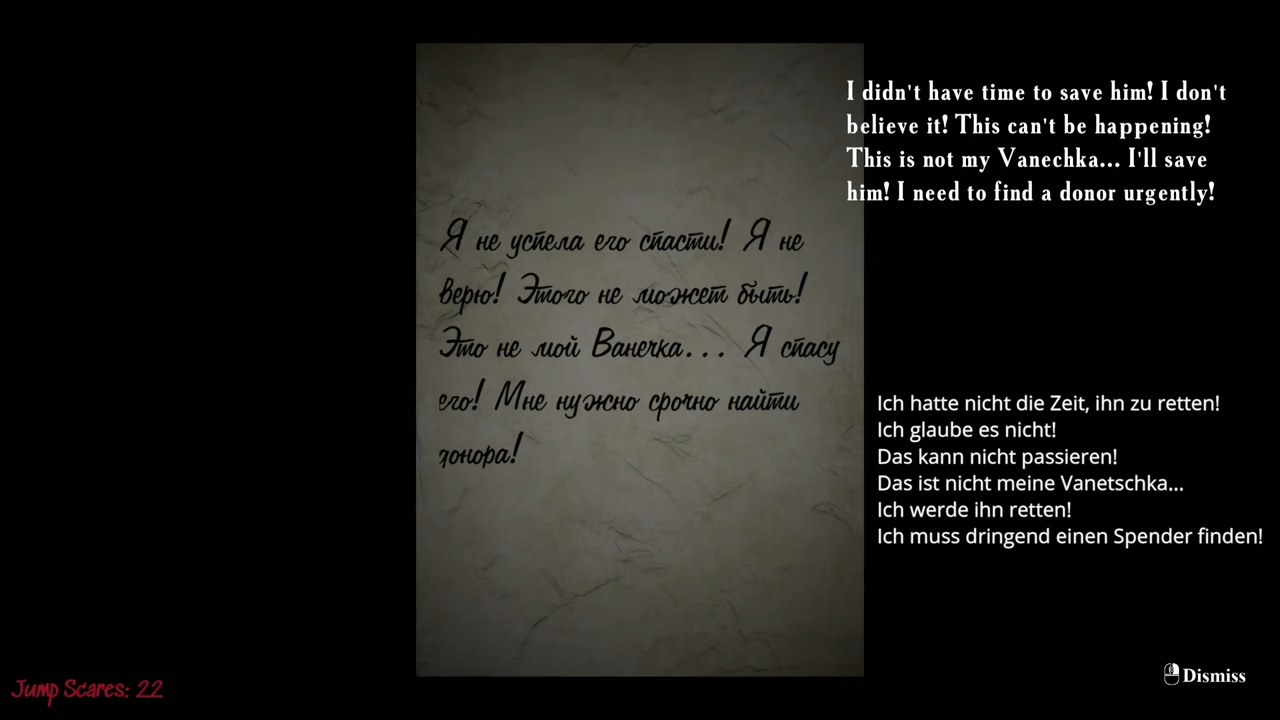 I didn't have time to save him! I don't
believe it! This can't be happening!
This is not my Vanechka... I'll save
him! I need to find a donor urgently!
Я не успела его спасти! Я не
верю! Этого не может быть!
Это не мой Ванечка... Я спасу
его! Мне нужно срочно найти
донора!
Ich hatte nicht die Zeit, ihn zu retten!
Ich glaube es nicht!
Das kann nicht passieren!
Das ist nicht meine Vanetschka...
Ich werde ihn retten!
Ich muss dringend einen Spender finden!
Dismiss
Jump Scares: 22